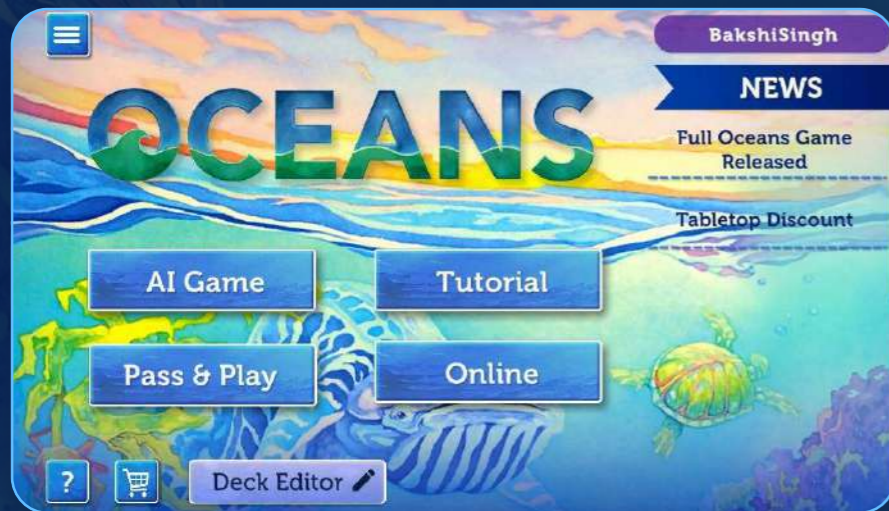 BakshiSingh
OCEANS
NEWS
Full Oceans Game
Released
Tabletop Discount
AI Game
Tutorial
Pass & Play
Online
?
Deck Editor